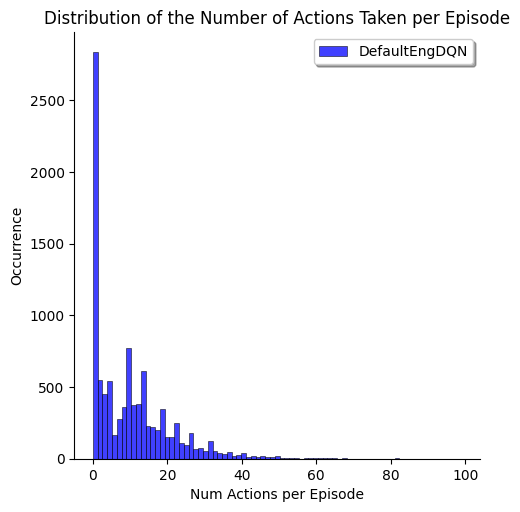 Distribution of the Number of Actions Taken per Episode
DefaultEngDQN
Occurrence
2500
2000
1500
1000
500
0
0 20 40 60 80 100
Num Actions per Episode